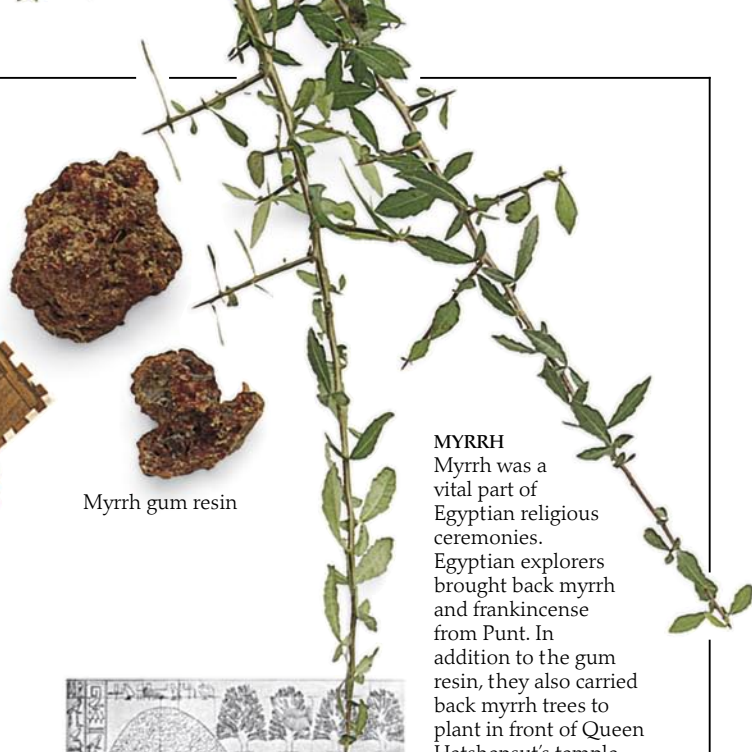 Myrrh gum resin
MYRRH
Myrrh was a
vital part of
Egyptian religious
ceremonies.
Egyptian explorers
brought back myrrh
and frankincense
from Punt. In
addition to the gum
resin, they also carried
back myrrh trees to
plant in front of Queen
Hatshepsut's temple